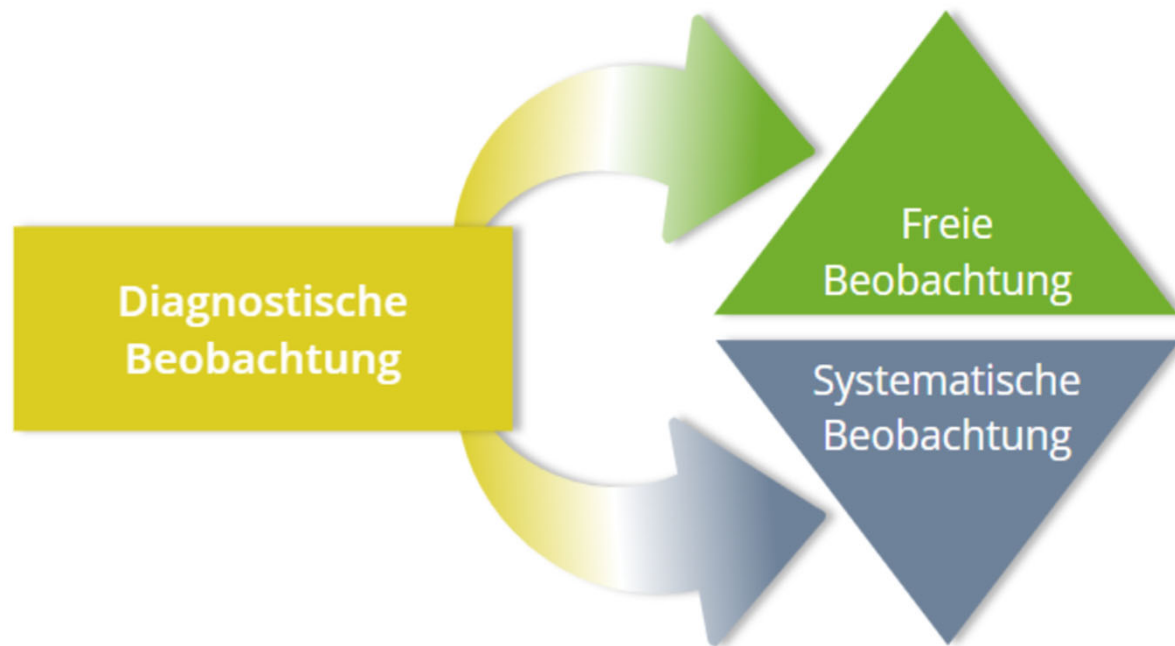 Diagnostische
Beobachtung
Freie
Beobachtung
Systematische
Beobachtung